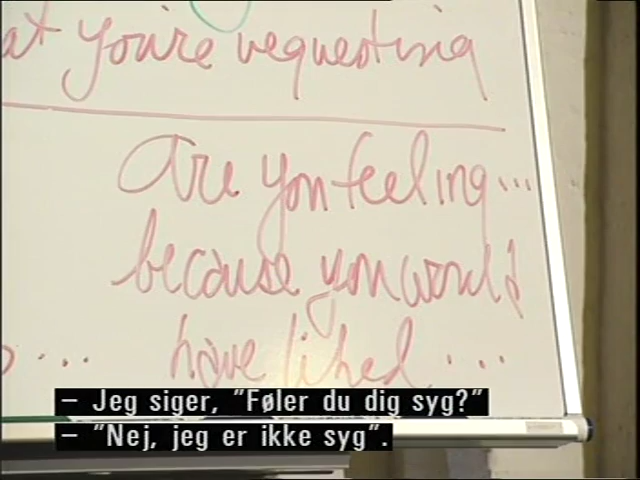 at you're requesting
Are you feeling...
because you would
... have liked ....
– Jeg siger, "Føler du dig syg?"
– "Nej, jeg er ikke syg".